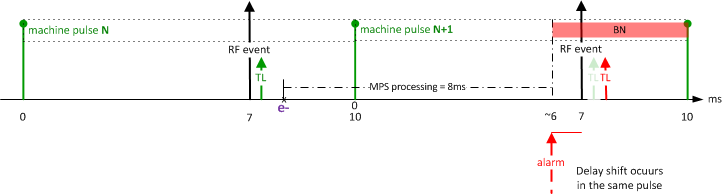 machine pulse N
machine pulse N+1
BN
RF event
RF event
TL
TL
TL
MPS processing = 8ms
e-
ms
0
7
0
10
~6
7
10
alarm
Delay shift ocuurs
in the same pulse